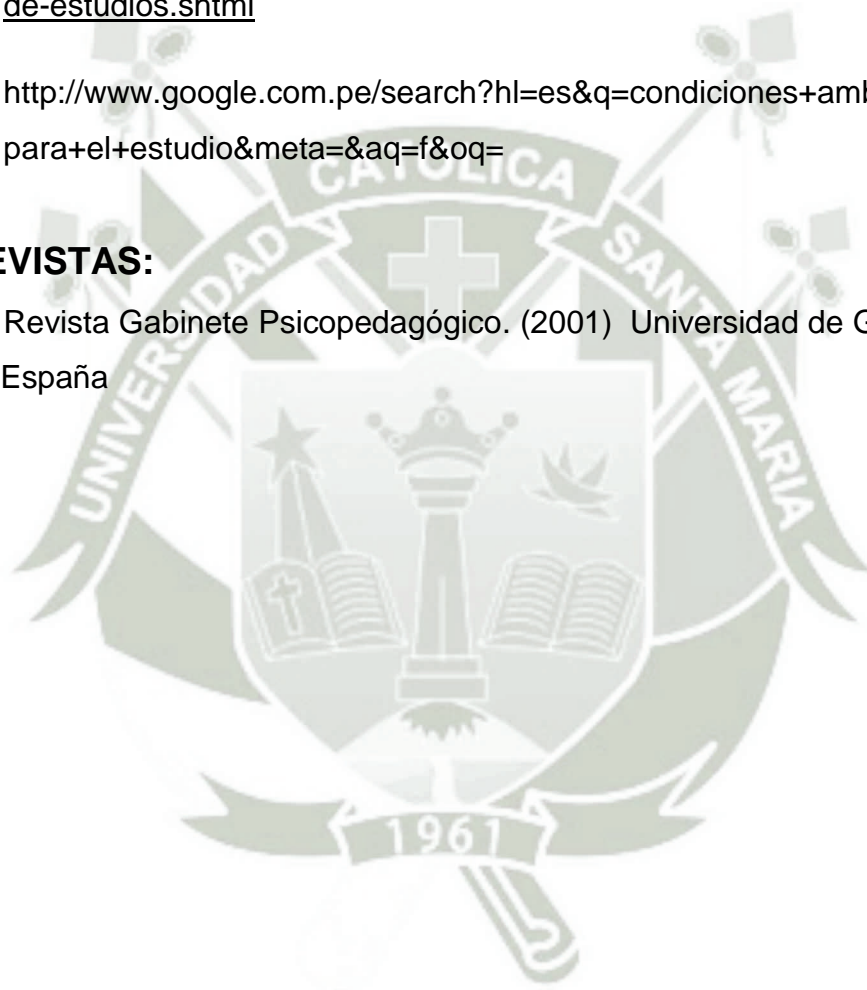 de-estudios.shtml
http://www.google.com.pe/search?hl=es&q=condiciones+amb
para+el+estudio&meta=&aq=f&oq=
EVISTAS:
Revista Gabinete Psicopedagógico. (2001) Universidad de G
España
UNIVERSIDAD CATOLICA SANTA MARIA
1961